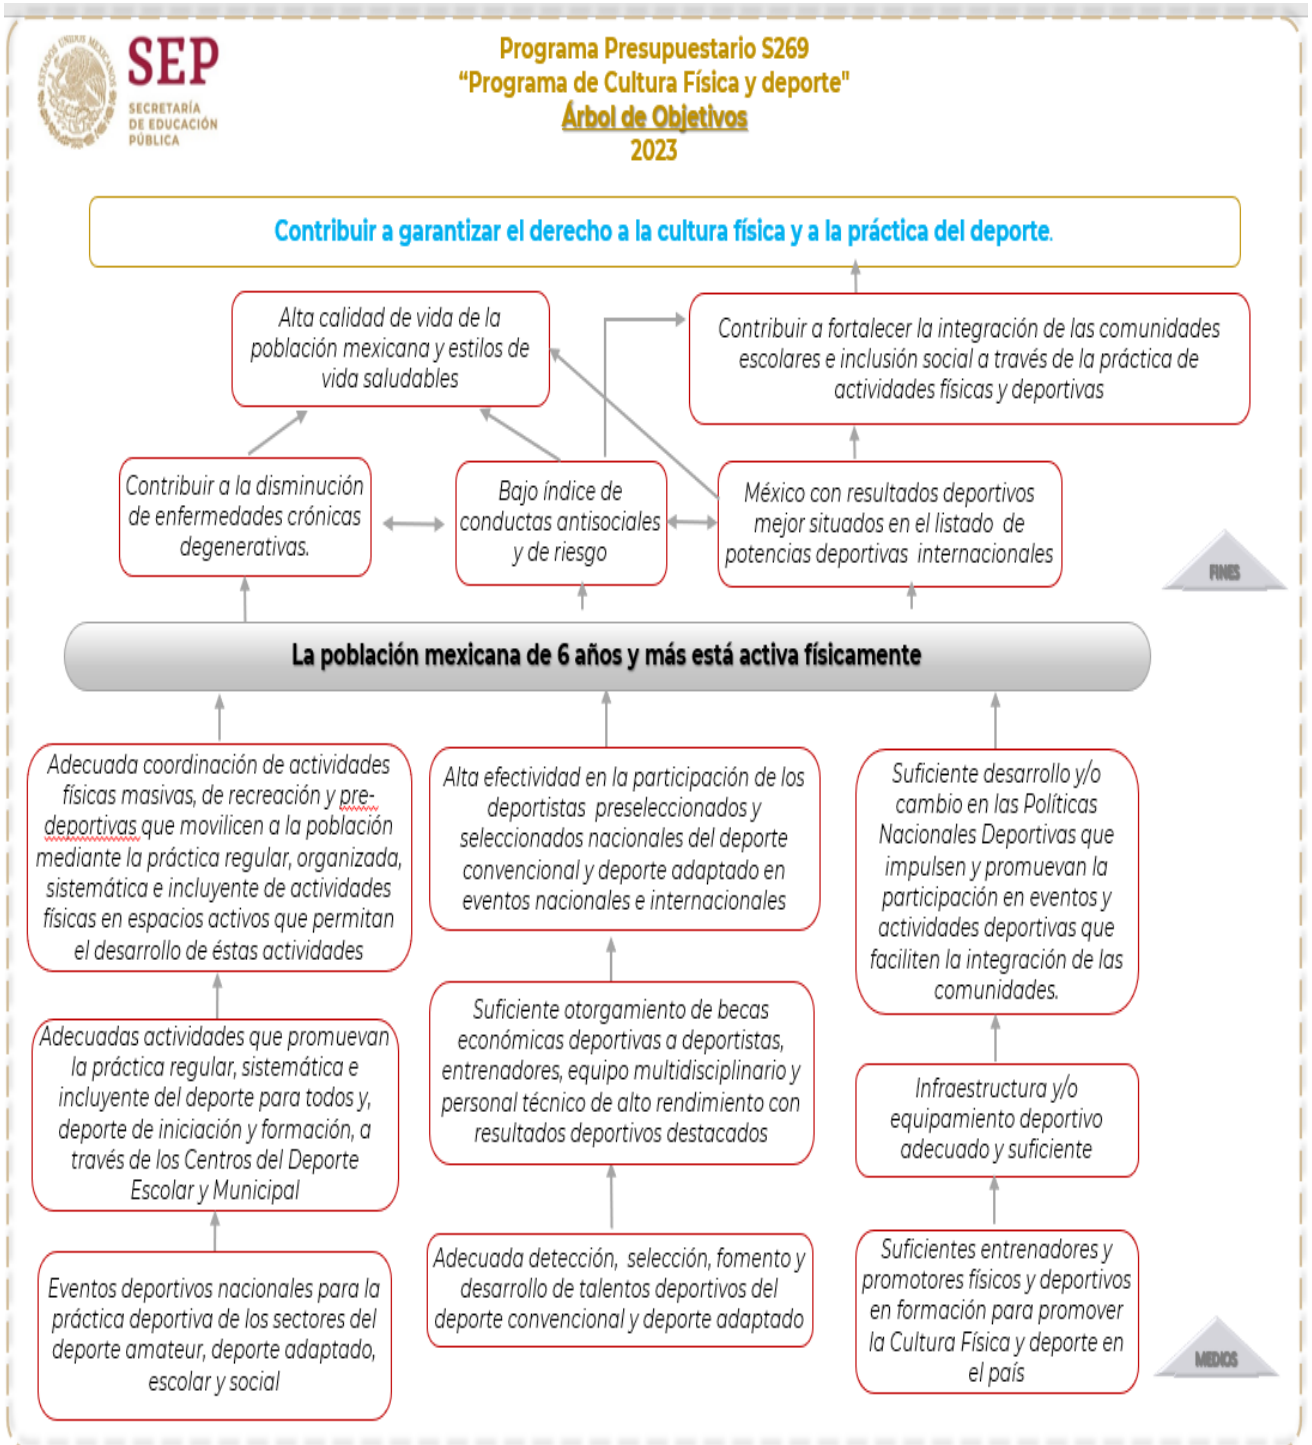 SEP
SECRETARÍA
DE EDUCACIÓN
PÚBLICA
Programa Presupuestario S269
“Programa de Cultura Física y deporte"
Árbol de Objetivos
2023
Contribuir a garantizar el derecho a la cultura física y a la práctica del deporte.
Alta calidad de vida de la
población mexicana y estilos de
vida saludables
Contribuir a fortalecer la integración de las comunidades
escolares e inclusión social a través de la práctica de
actividades físicas y deportivas
Contribuir a la disminución
de enfermedades crónicas
degenerativas.
Bajo índice de
conductas antisociales
y de riesgo
México con resultados deportivos
mejor situados en el listado de
potencias deportivas internacionales
FINES
La población mexicana de 6 años y más está activa físicamente
Adecuada coordinación de actividades
físicas masivas, de recreación y pre-
deportivas que movilicen a la población
mediante la práctica regular, organizada,
sistemática e incluyente de actividades
físicas en espacios activos que permitan
el desarrollo de éstas actividades
Alta efectividad en la participación de los
deportistas preseleccionados y
seleccionados nacionales del deporte
convencional y deporte adaptado en
eventos nacionales e internacionales
Suficiente desarrollo y/o
cambio en las Políticas
Nacionales Deportivas que
impulsen y promuevan la
participación en eventos y
actividades deportivas que
faciliten la integración de las
comunidades.
Adecuadas actividades que promuevan
la práctica regular, sistemática e
incluyente del deporte para todos y,
deporte de iniciación y formación, a
través de los Centros del Deporte
Escolar y Municipal
Suficiente otorgamiento de becas
económicas deportivas a deportistas,
entrenadores, equipo multidisciplinario y
personal técnico de alto rendimiento con
resultados deportivos destacados
Infraestructura y/o
equipamiento deportivo
adecuado y suficiente
Eventos deportivos nacionales para la
práctica deportiva de los sectores del
deporte amateur, deporte adaptado,
escolar y social
Adecuada detección, selección, fomento y
desarrollo de talentos deportivos del
deporte convencional y deporte adaptado
Suficientes entrenadores y
promotores físicos y deportivos
en formación para promover
la Cultura Física y deporte en
el país
MEDIOS